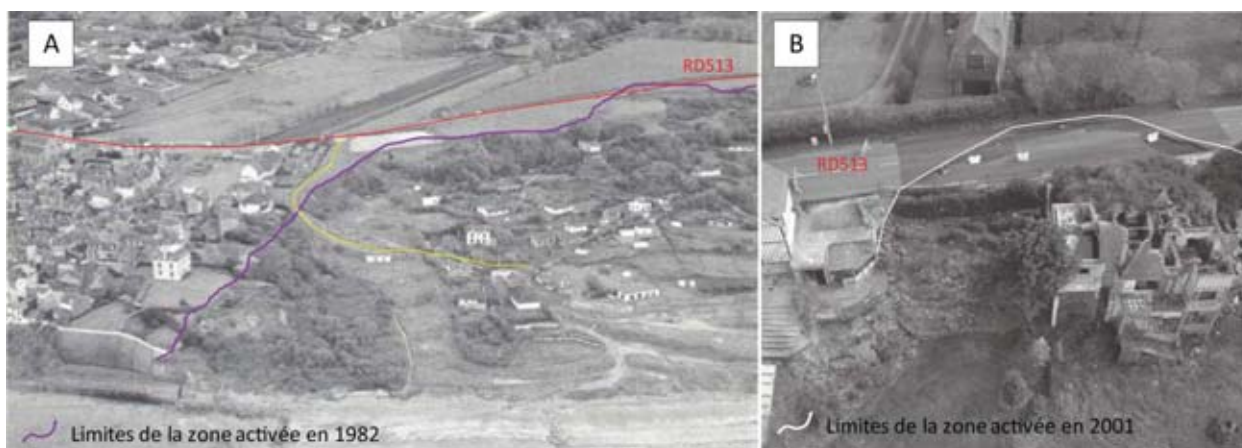 A
RD513
Limites de la zone activée en 1982
B
RD513
Limites de la zone activée en 2001